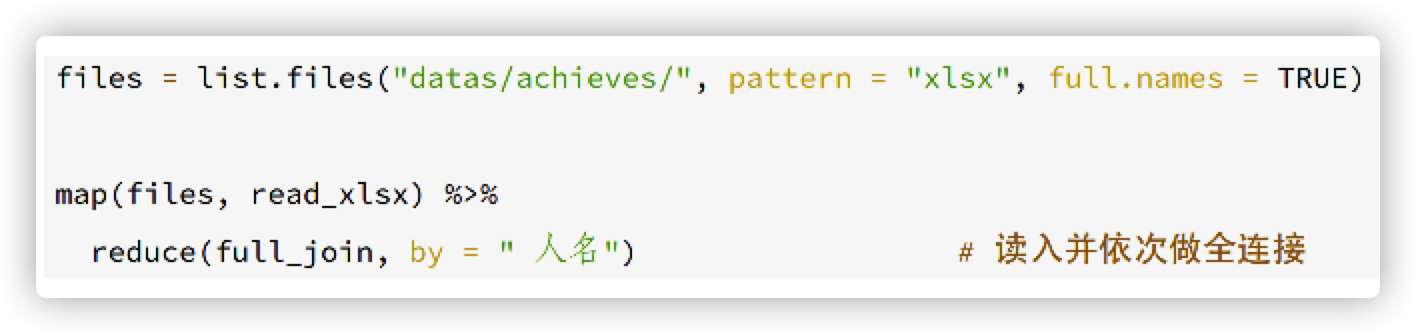 files = list.files("datas/achieves/", pattern = "xlsx", full.names = TRUE)
map(files, read_xlsx) %>%
reduce(full_join, by = " 人名") # 读入并依次做全连接